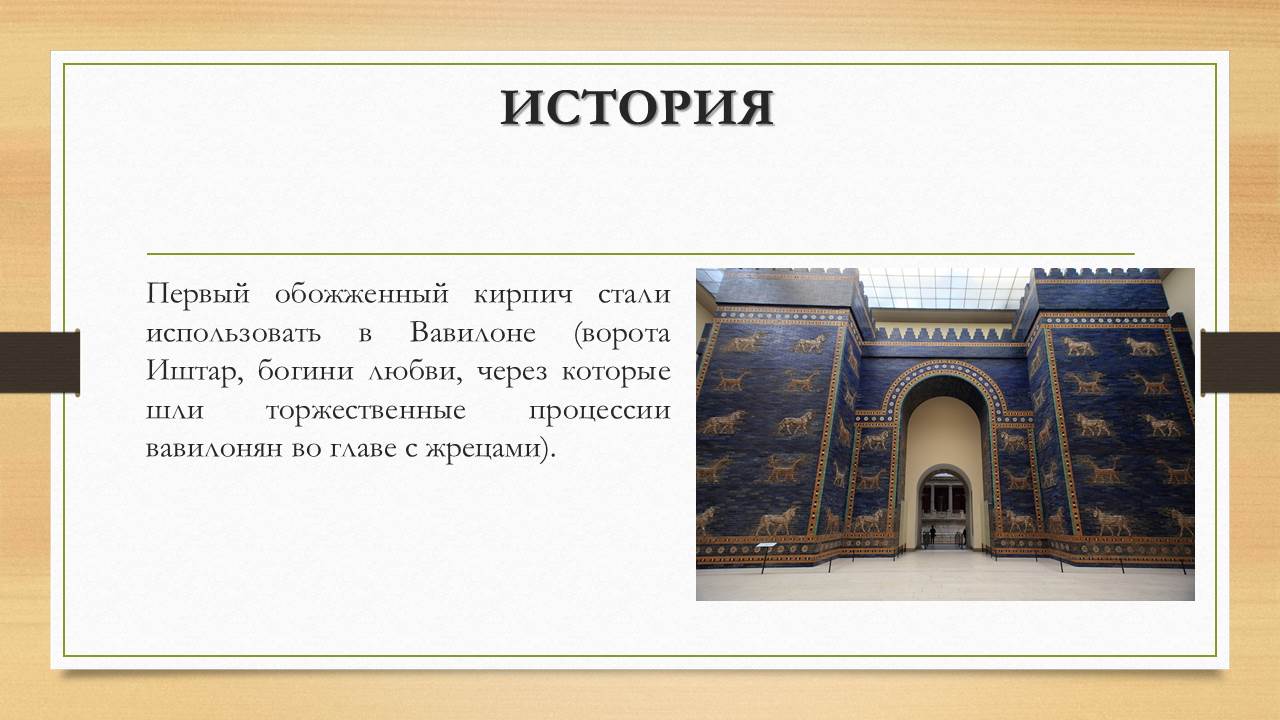 ИСТОРИЯ
Первый обожженный кирпич стали
использовать в Вавилоне (ворота
Иштар, богини любви, через которые
шли торжественные процессии
вавилонян во главе с жрецами).